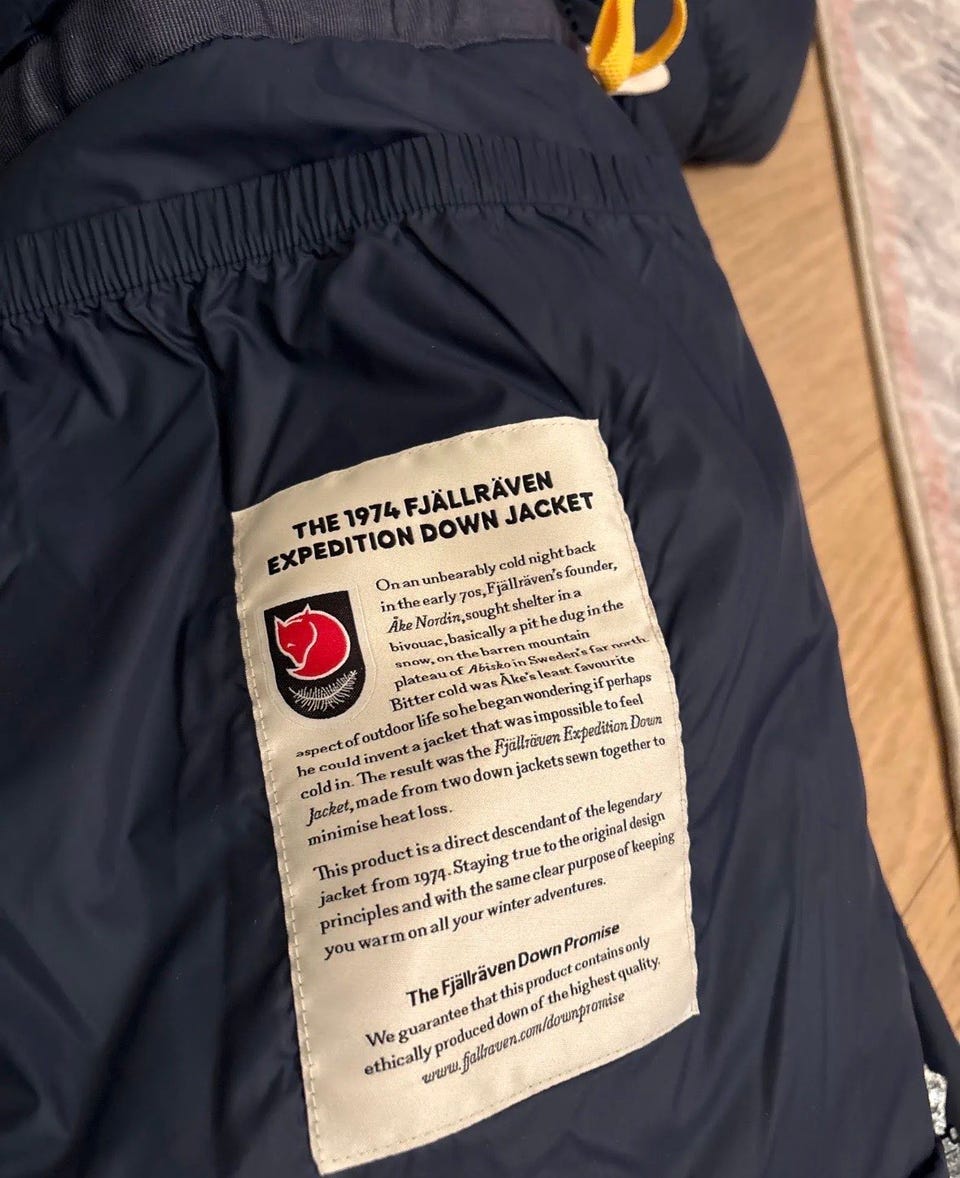 THE 1974 FJÄLLRÄVEN
EXPEDITION DOWN JACKET
On an unbearably cold night back
in the early 70s, Fjällräven's founder,
Åke Nordin, sought shelter in a
bivouac, basically a pit he dug in the
snow, on the barren mountain
plateau of Abisko in Sweden's far north.
Bitter cold was Åke's least favourite
aspect of outdoor life so he began wondering if perhaps
he could invent a jacket that was impossible to feel
cold in. The result was the Fjällräven Expedition Down
Jacket, made from two down jackets sewn together to
minimise heat loss.
This product is a direct descendant of the legendary
jacket from 1974. Staying true to the original design
principles and with the same clear purpose of keeping
you warm on all your winter adventures.
The Fjällräven Down Promise
We guarantee that this product contains only
ethically produced down of the highest quality.
www.fjallraven.com/downpromise